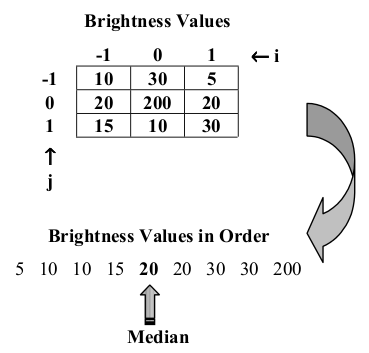 Brightness Values
-1 0 1 ← i
-1 10 30 5
0 20 200 20
1 15 10 30
↑
j
Brightness Values in Order
5 10 10 15 20 20 30 30 200
Median